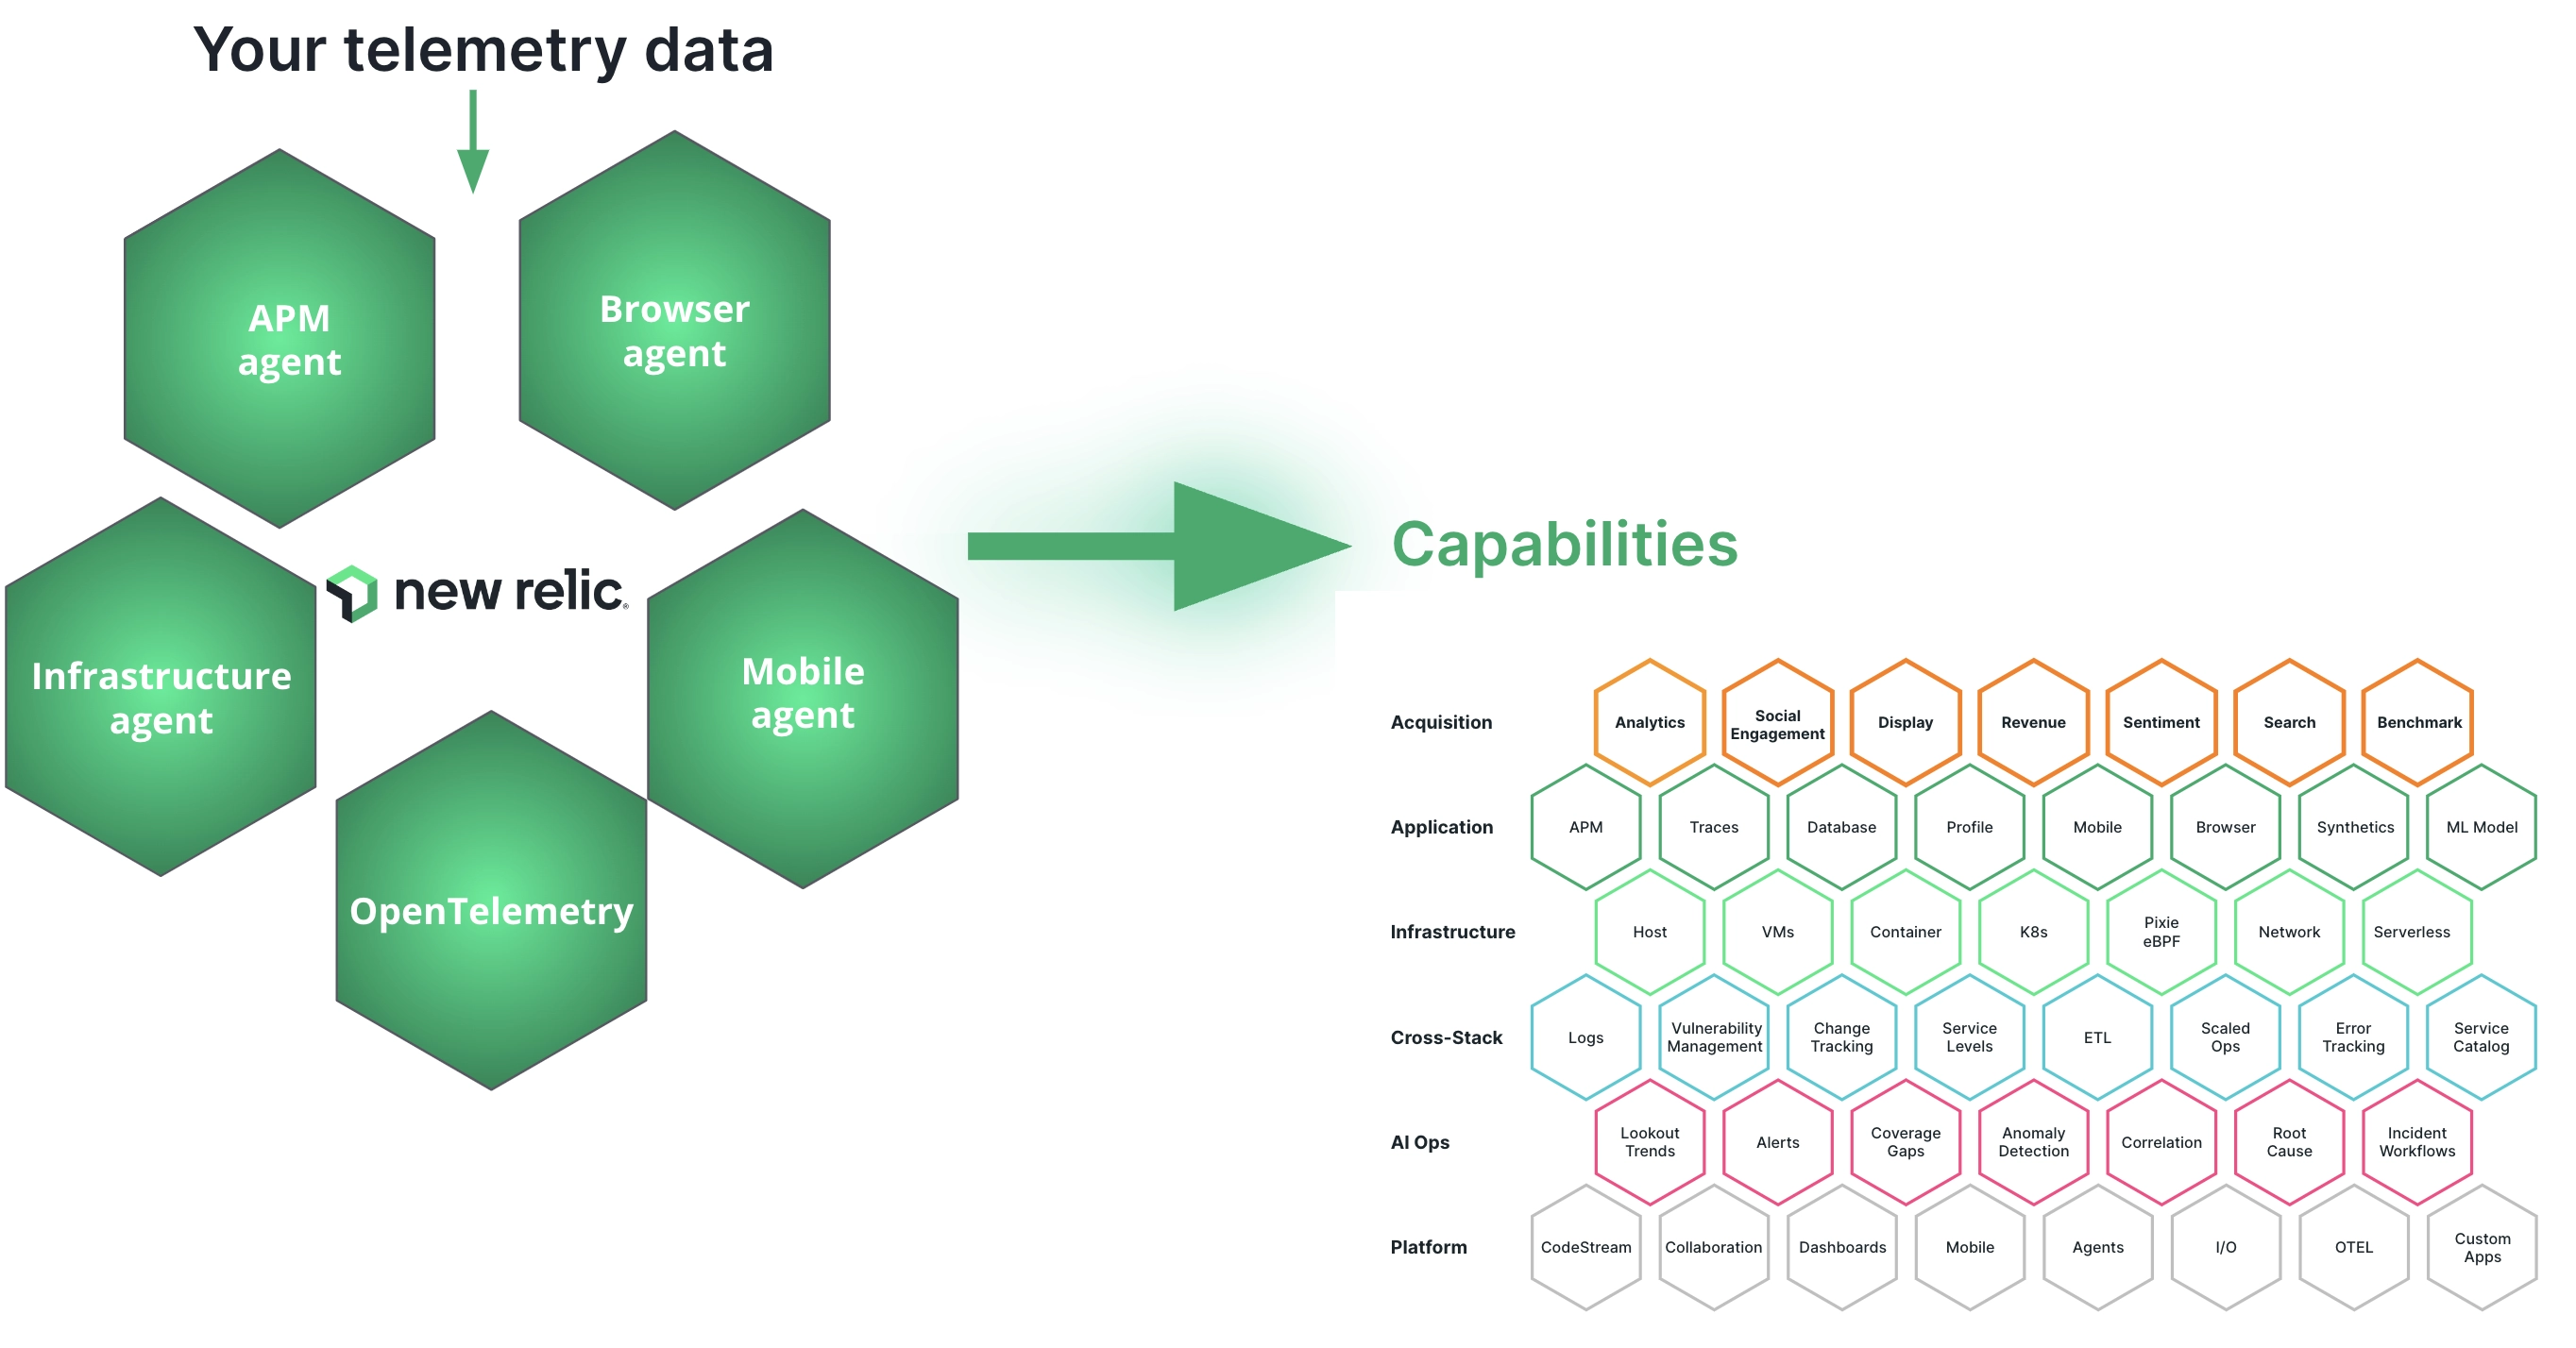 Your telemetry data
APM
agent
Browser
agent
Infrastructure
agent
new relic®
Mobile
agent
OpenTelemetry
Capabilities
Acquisition
Analytics
Social
Engagement
Display
Revenue
Sentiment
Search
Benchmark
Application
APM
Traces
Database
Profile
Mobile
Browser
Synthetics
ML Model
Infrastructure
Host
VMs
Container
K8s
Pixie
eBPF
Network
Serverless
Cross-Stack
Logs
Vulnerability
Management
Change
Tracking
Service
Levels
ETL
Scaled
Ops
Error
Tracking
Service
Catalog
AI Ops
Lookout
Trends
Alerts
Coverage
Gaps
Anomaly
Detection
Correlation
Root
Cause
Incident
Workflows
Platform
CodeStream
Collaboration
Dashboards
Mobile
Agents
I/O
OTEL
Custom
Apps